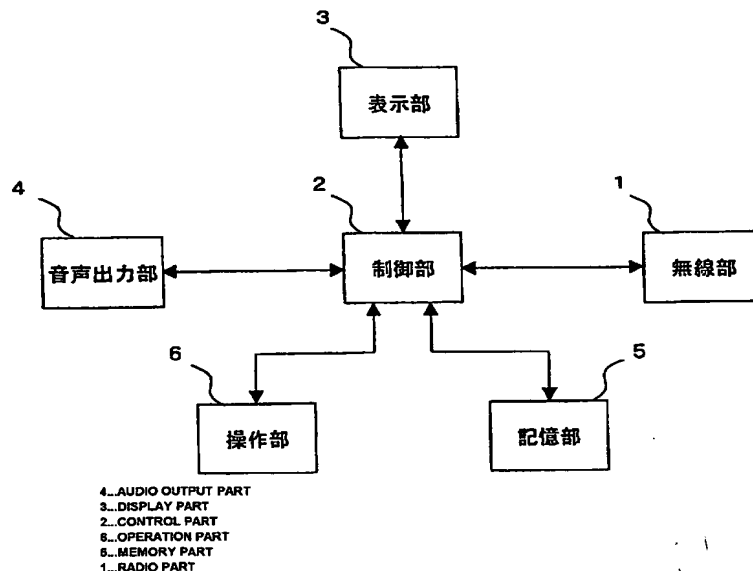 3
表示部
4
2
1
音声出力部
制御部
無線部
6
5
操作部
記憶部
4...AUDIO OUTPUT PART
3...DISPLAY PART
2...CONTROL PART
6...OPERATION PART
5...MEMORY PART
1...RADIO PART